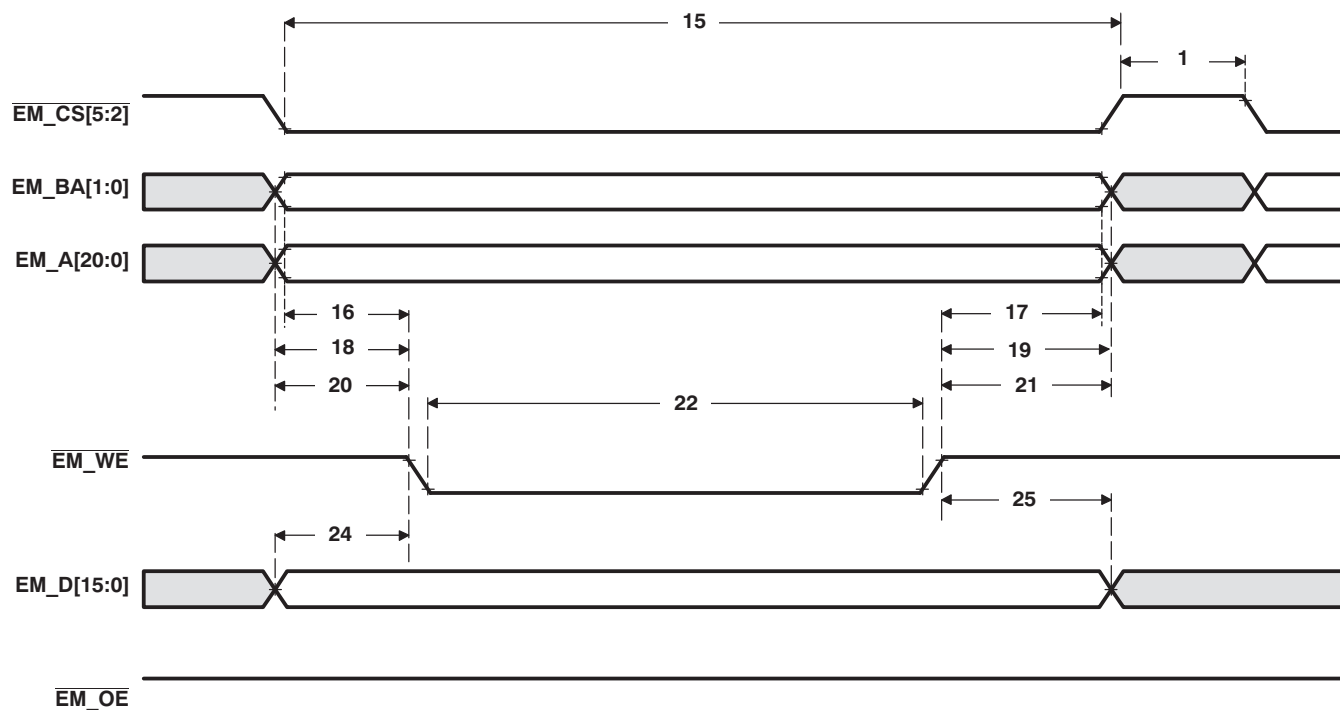 15
1
EM_CS[5:2]
EM_BA[1:0]
EM_A[20:0]
16 17
18 19
20 21
22
EM_WE
25
24
EM_D[15:0]
EM_OE